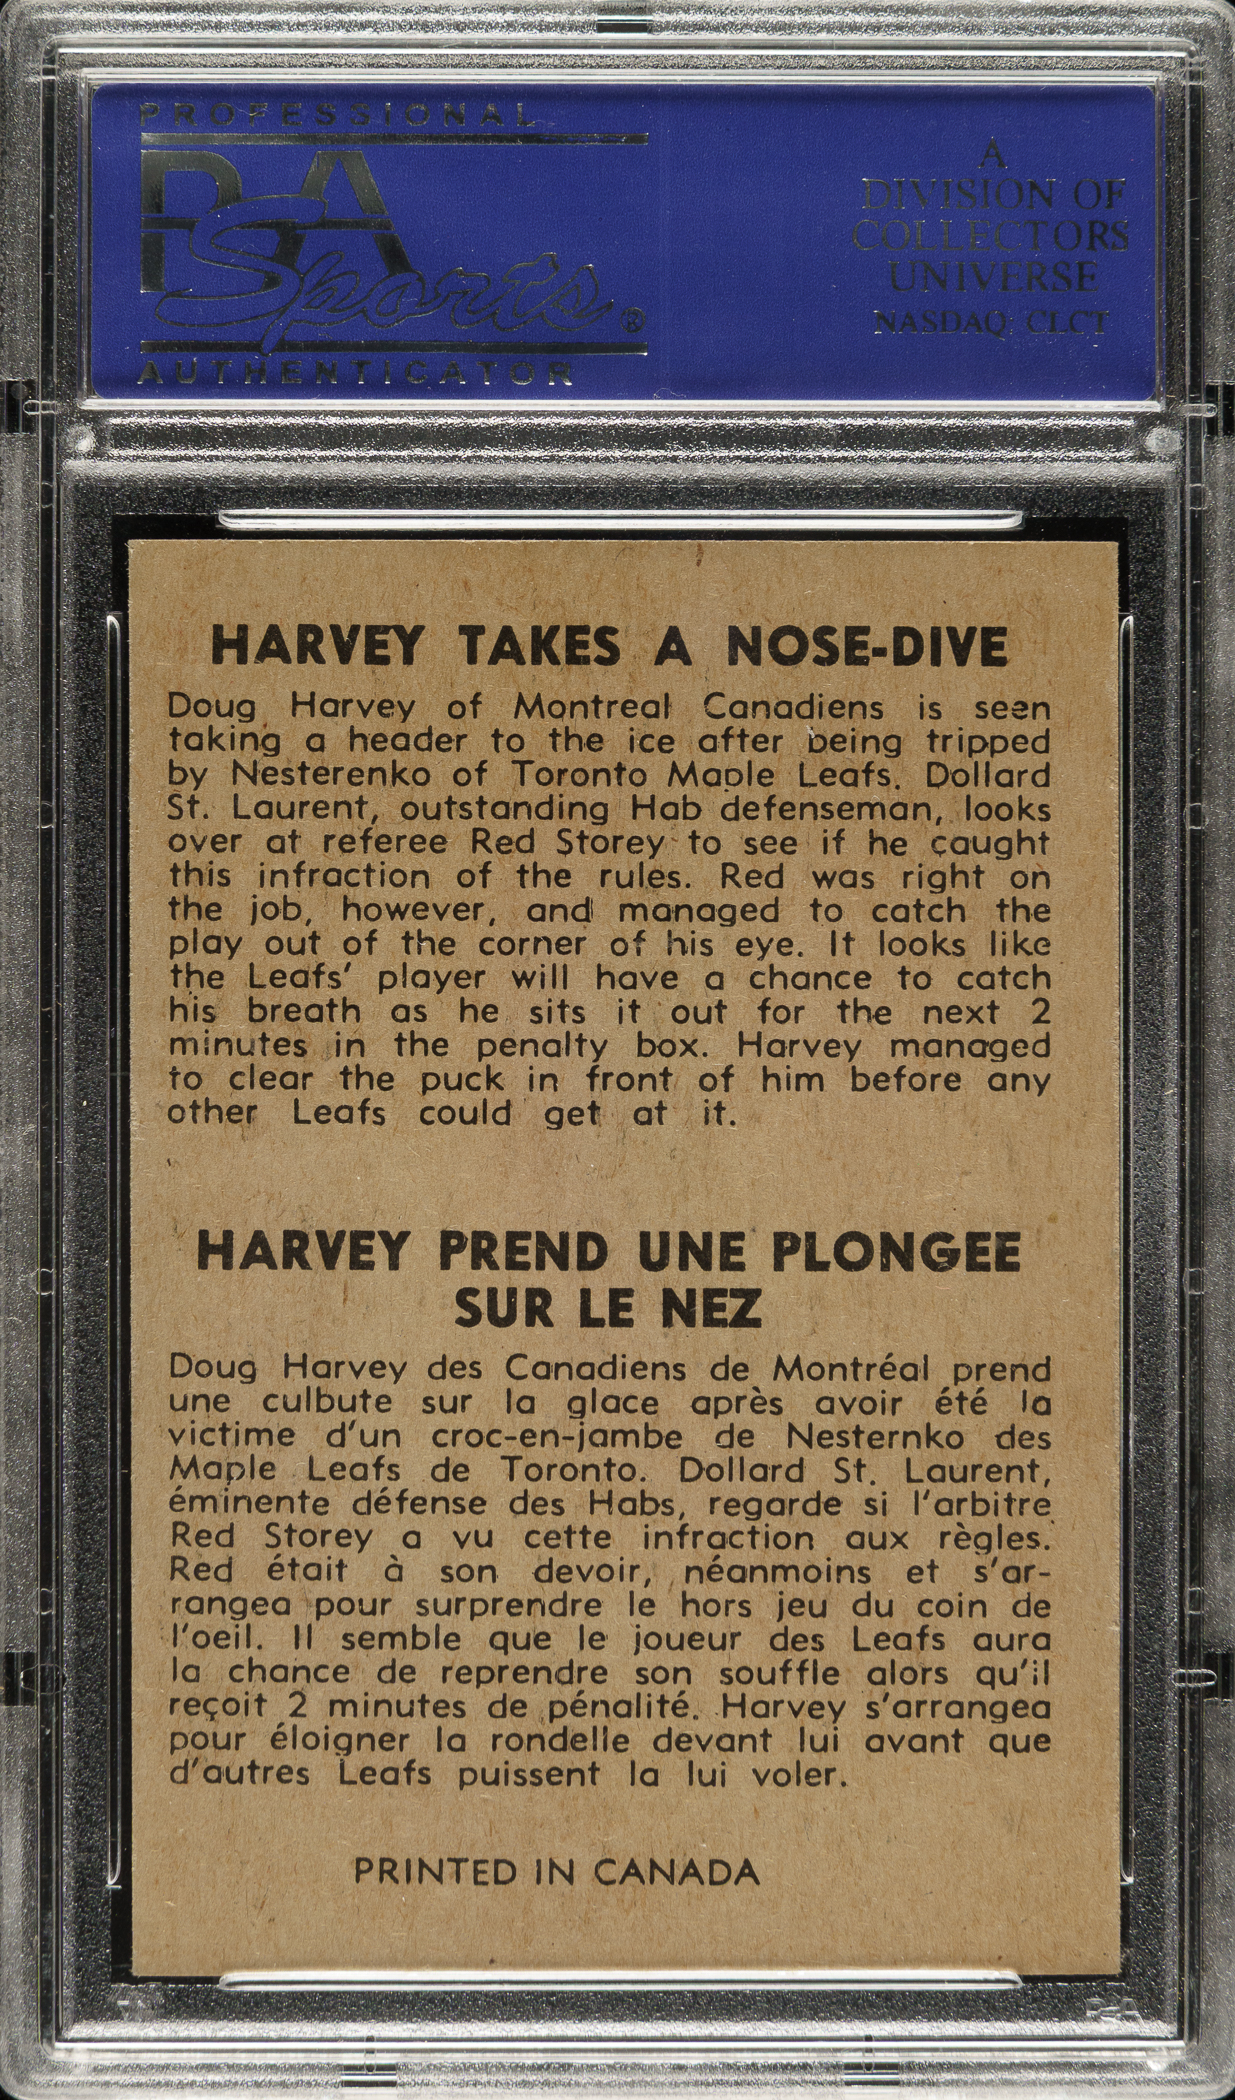 PROFESSIONAL
PSA
Sports®
AUTHENTICATOR
A
DIVISION OF
COLLECTORS
UNIVERSE
NASDAQ: CLCT
HARVEY TAKES A NOSE-DIVE
Doug Harvey of Montreal Canadiens is seen
taking a header to the ice after being tripped
by Nesterenko of Toronto Maple Leafs. Dollard
St. Laurent, outstanding Hab defenseman, looks
over at referee Red Storey to see if he caught
this infraction of the rules. Red was right on
the job, however, and managed to catch the
play out of the corner of his eye. It looks like
the Leafs' player will have a chance to catch
his breath as he sits it out for the next 2
minutes in the penalty box. Harvey managed
to clear the puck in front of him before any
other Leafs could get at it.
HARVEY PREND UNE PLONGEE
SUR LE NEZ
Doug Harvey des Canadiens de Montréal prend
une culbute sur la glace après avoir été la
victime d'un croc-en-jambe de Nesternko des
Maple Leafs de Toronto. Dollard St. Laurent,
éminente défense des Habs, regarde si l'arbitre
Red Storey a vu cette infraction aux règles.
Red était à son devoir, néanmoins et s'ar-
rangea pour surprendre le hors jeu du coin de
l'oeil. Il semble que le joueur des Leafs aura
la chance de reprendre son souffle alors qu'il
reçoit 2 minutes de pénalité. Harvey s'arrangea
pour éloigner la rondelle devant lui avant que
d'autres Leafs puissent la lui voler.
PRINTED IN CANADA
PSA